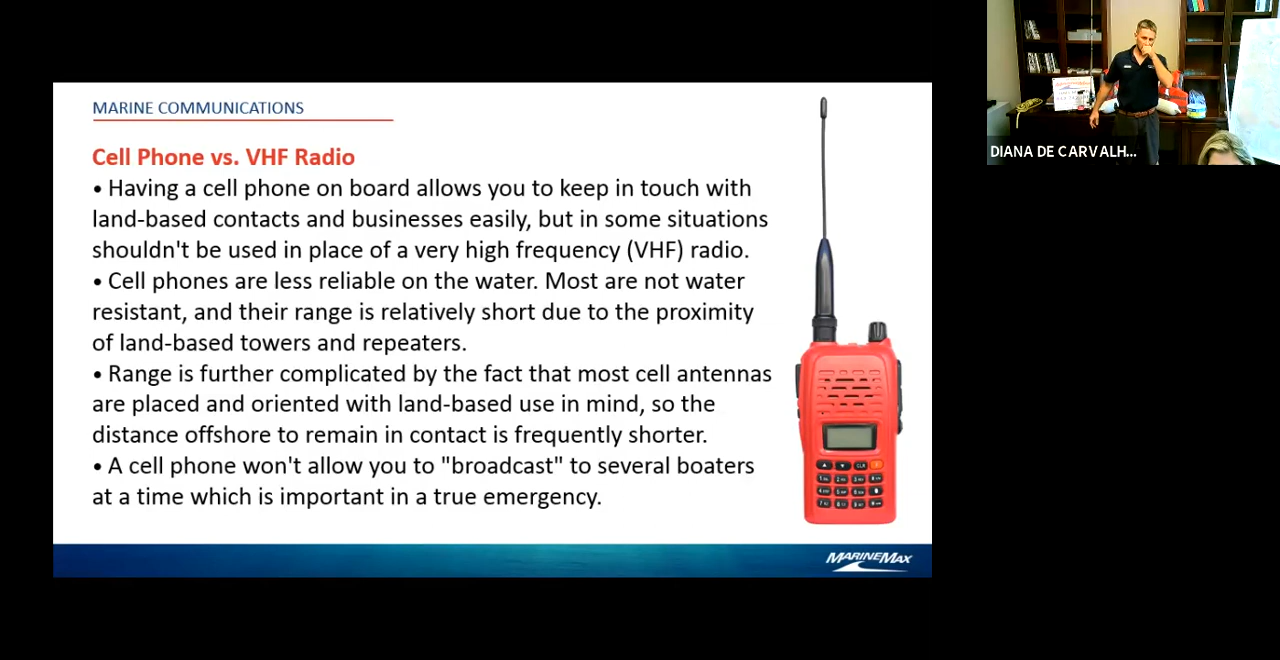 MARINE COMMUNICATIONS
Cell Phone vs. VHF Radio
• Having a cell phone on board allows you to keep in touch with
land-based contacts and businesses easily, but in some situations
shouldn't be used in place of a very high frequency (VHF) radio.
• Cell phones are less reliable on the water. Most are not water
resistant, and their range is relatively short due to the proximity
of land-based towers and repeaters.
• Range is further complicated by the fact that most cell antennas
are placed and oriented with land-based use in mind, so the
distance offshore to remain in contact is frequently shorter.
• A cell phone won't allow you to "broadcast" to several boaters
at a time which is important in a true emergency.
MARINEMAX
DIANA DE CARVALH...